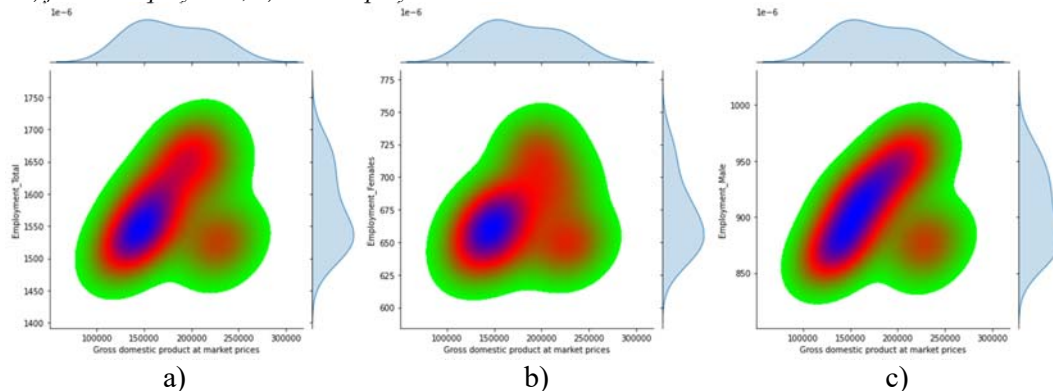 1e−6 1e−6 1e−6
1750 1700 1650 1600 1550 1500 1450 1400
Employment_Total
100000 150000 200000 250000 300000
Gross domestic product at market prices
775 750 725 700 675 650 625 600
Employment_Females
100000 150000 200000 250000 300000
Gross domestic product at market prices
1000 950 900 850
Employment_Male
100000 150000 200000 250000 300000
Gross domestic product at market prices
a) b) c)